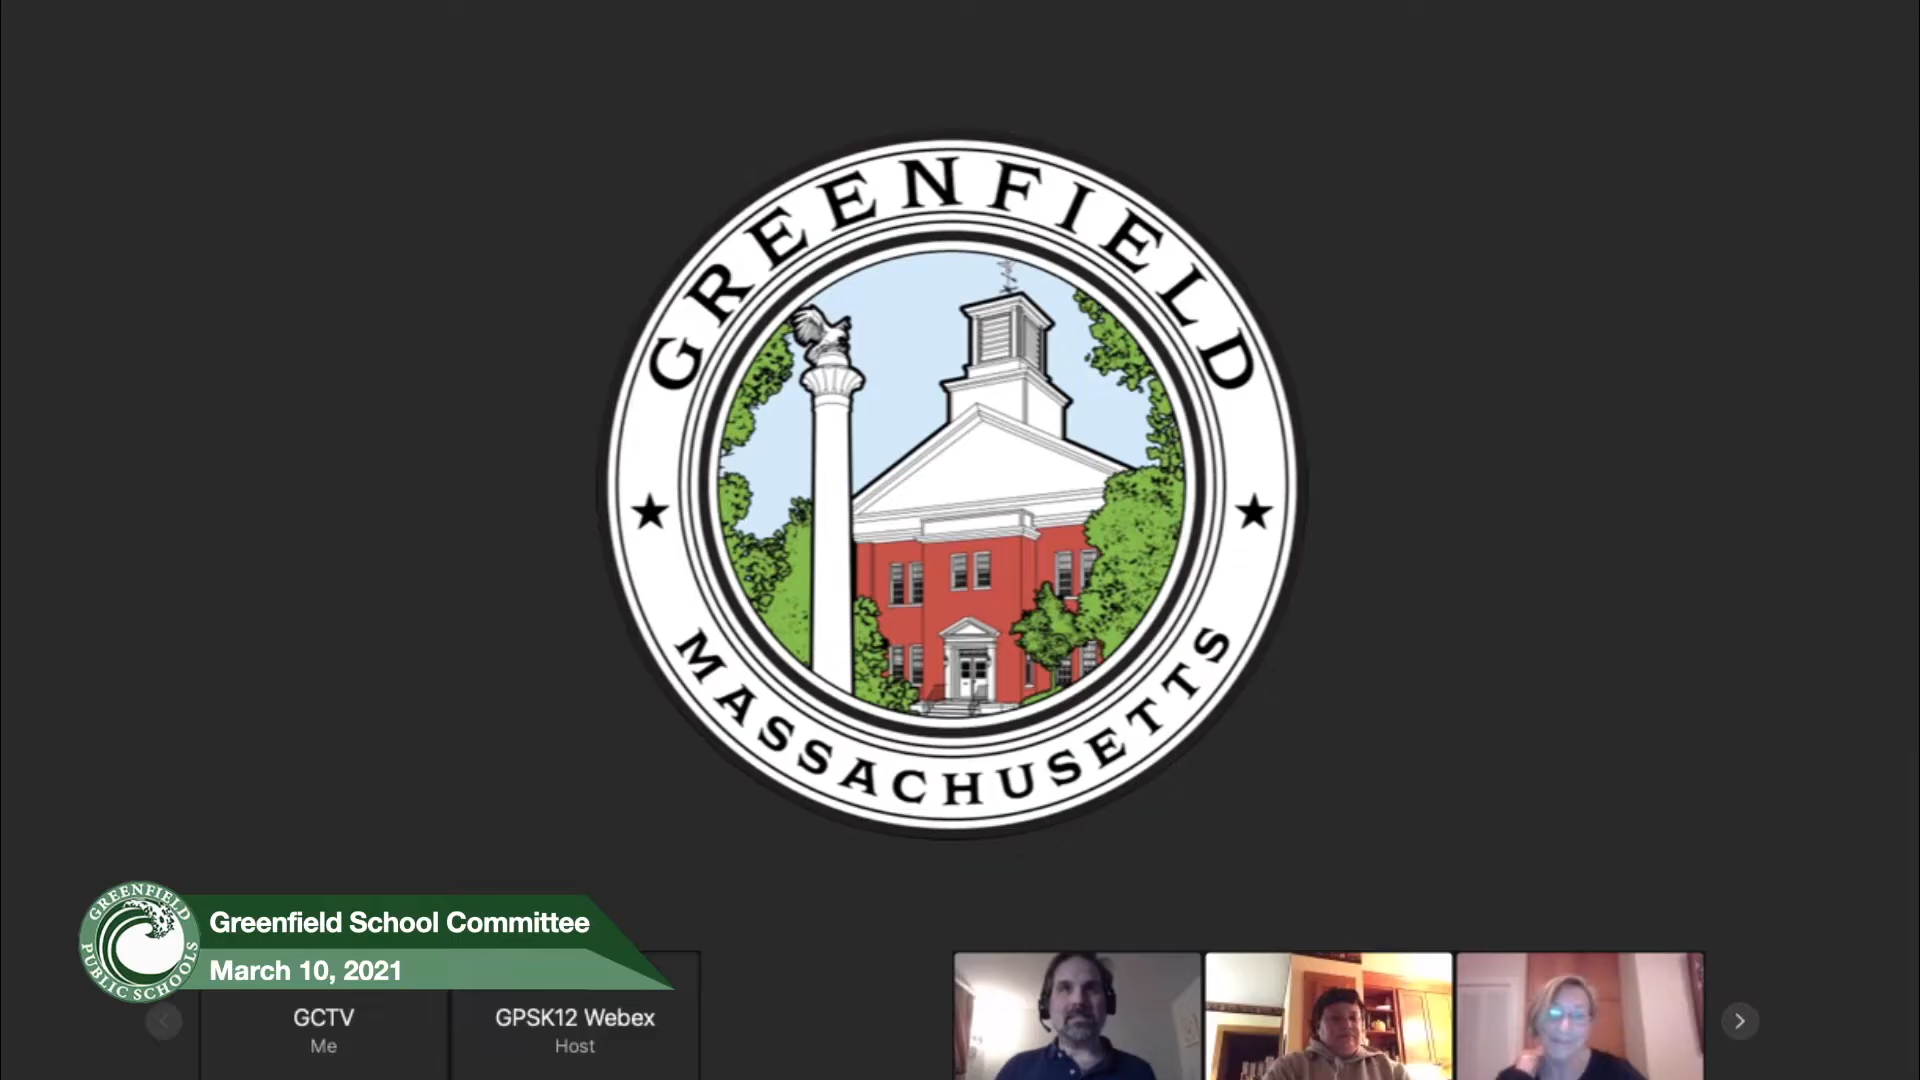 GREENFIELD
MASSACHUSETTS
GREENFIELD
PUBLIC SCHOOLS
Greenfield School Committee
March 10, 2021
GCTV
Me
GPSK12 Webex
Host